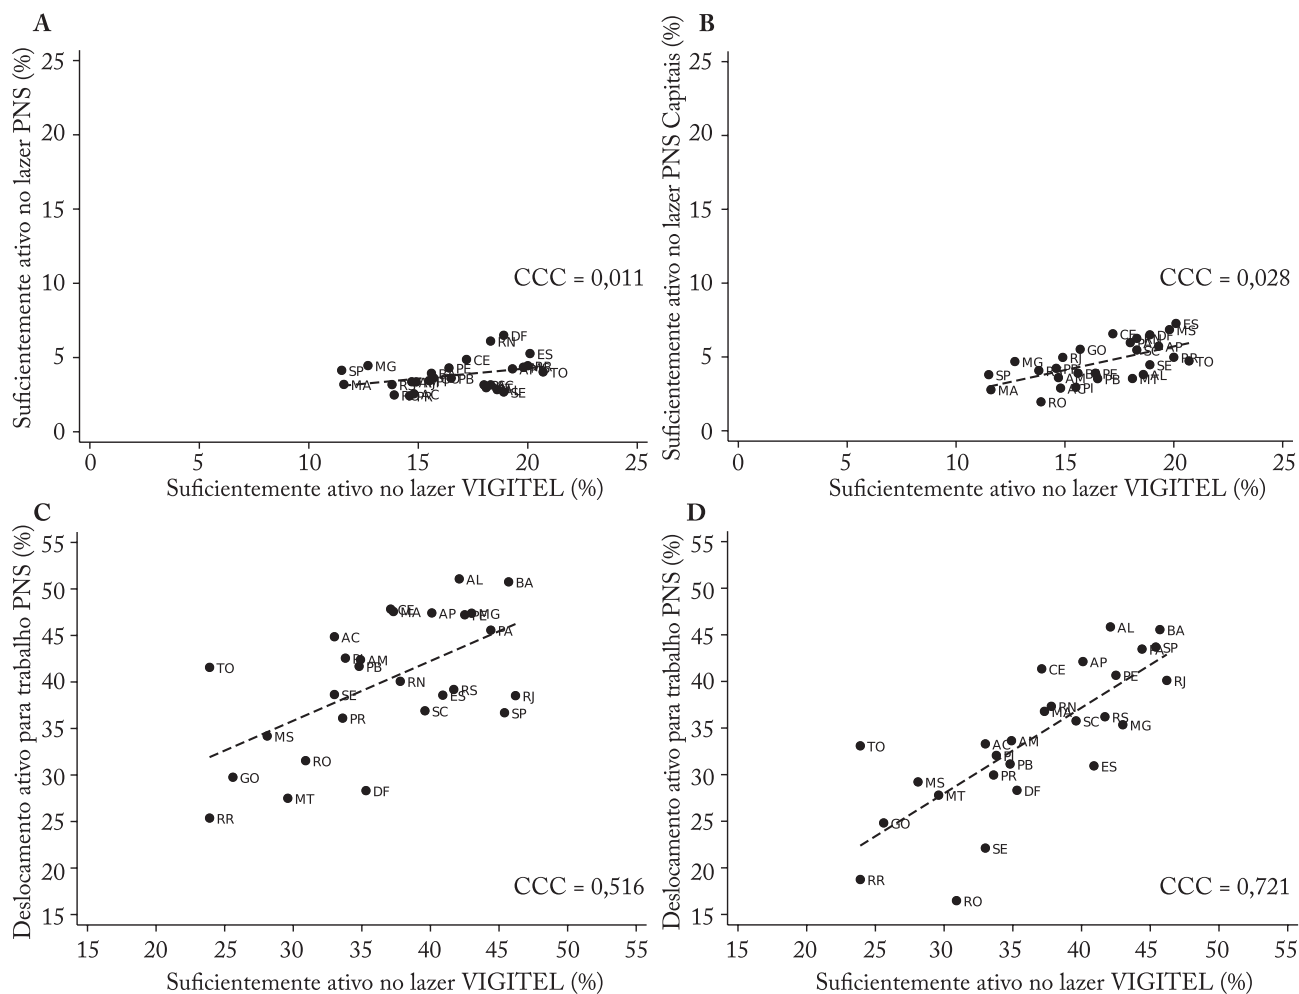 A
Suficientemente ativo no lazer PNS (%)
25
20
15
10
5
0
CCC = 0,011
DF
RN
ES
CE
MG
SP
PE
TO
MA
PB
AC
SE
0 5 10 15 20 25
Suficientemente ativo no lazer VIGITEL (%)
B
Suficientemente ativo no lazer PNS Capitais (%)
25
20
15
10
5
0
CCC = 0,028
ES
MS
CE
DF
AP
SC
GO
RJ
RR
TO
MG
SE
SP
AM
PE
PB
MT
AL
MA
AC
PI
RO
0 5 10 15 20 25
Suficientemente ativo no lazer VIGITEL (%)
C
Deslocamento ativo para trabalho PNS (%)
55
50
45
40
35
30
25
20
15
AL
BA
CE
MA
AP
PE
MG
PA
AC
PI
AM
PB
TO
RN
RS
SE
ES
RJ
SC
SP
PR
MS
RO
GO
DF
MT
RR
CCC = 0,516
15 20 25 30 35 40 45 50 55
Suficientemente ativo no lazer VIGITEL (%)
D
Deslocamento ativo para trabalho PNS (%)
55
50
45
40
35
30
25
20
15
AL
BA
PA
SP
AP
CE
PE
RJ
RN
MA
RS
SC
MG
AM
AC
TO
PI
PB
ES
PR
MS
DF
MT
GO
SE
RR
RO
CCC = 0,721
15 20 25 30 35 40 45 50 55
Suficientemente ativo no lazer VIGITEL (%)